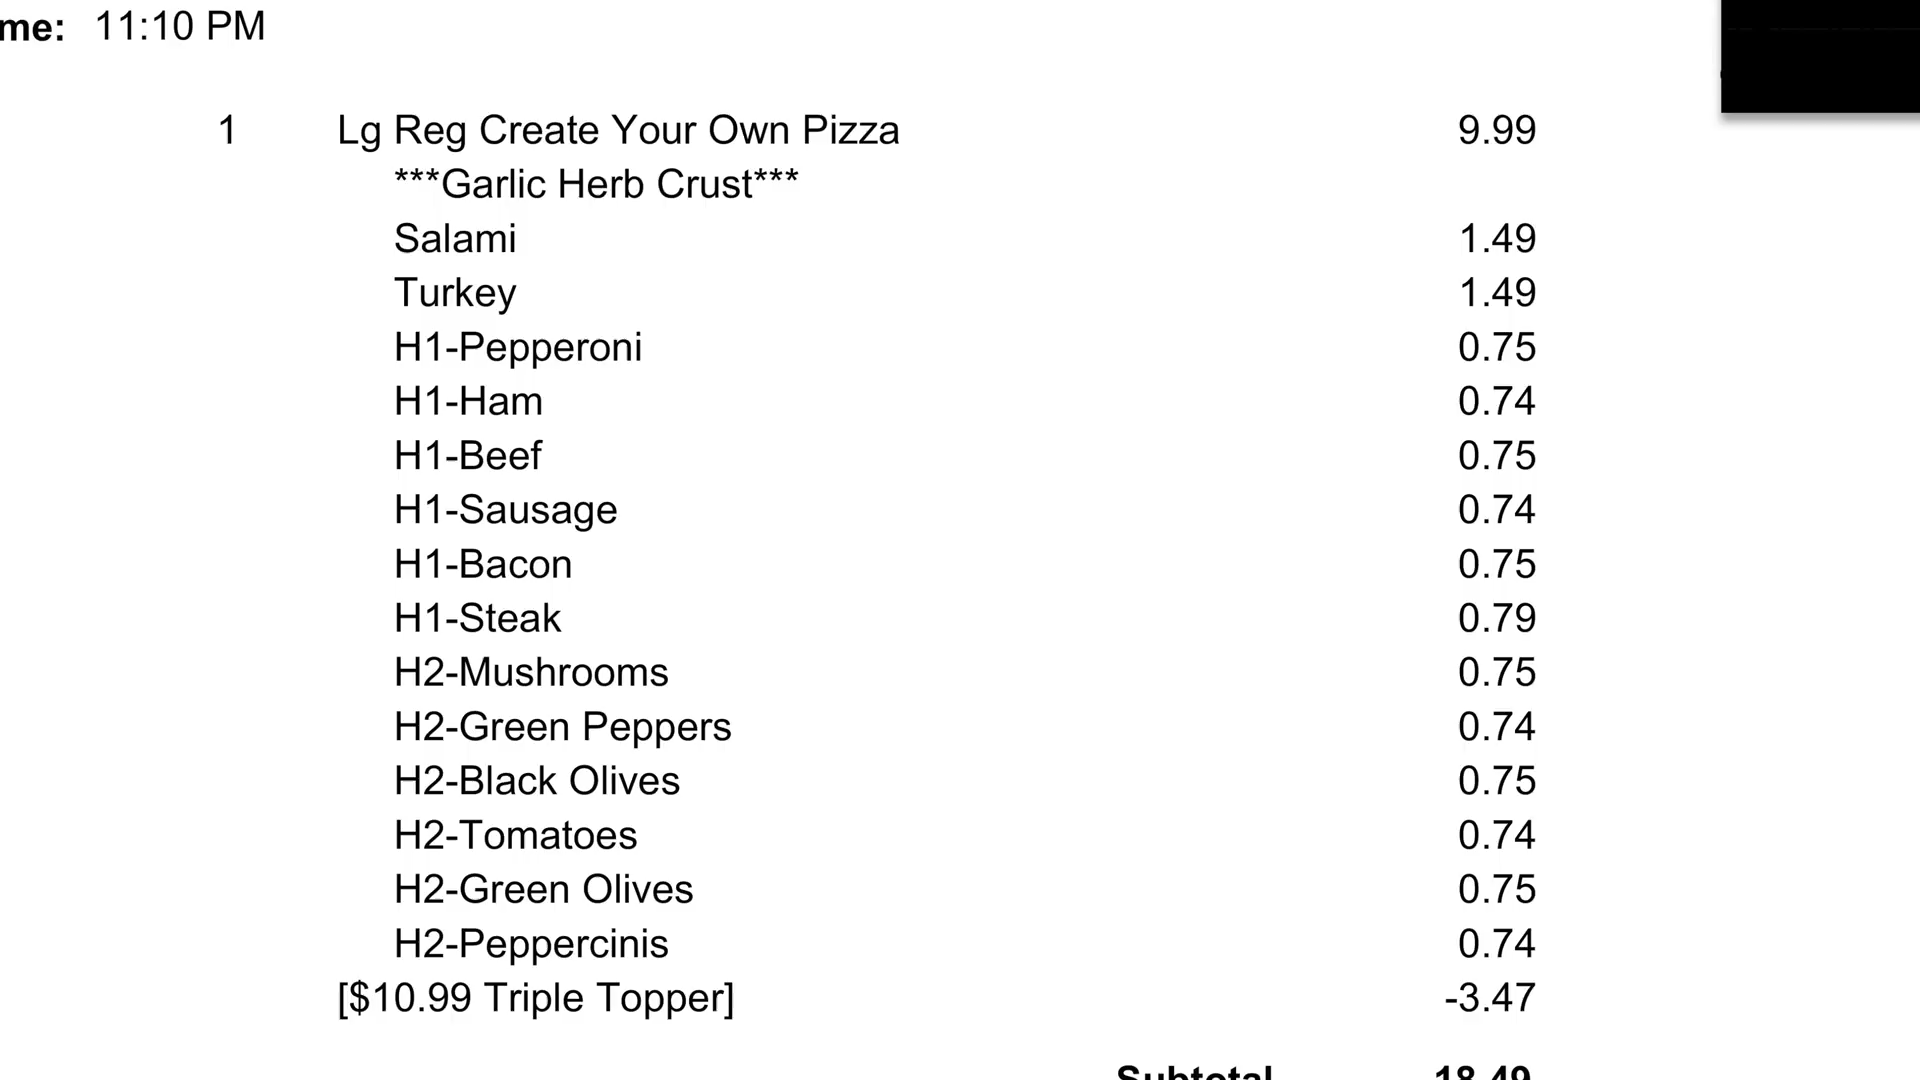 me: 11:10 PM
1 Lg Reg Create Your Own Pizza 9.99
***Garlic Herb Crust***
Salami 1.49
Turkey 1.49
H1-Pepperoni 0.75
H1-Ham 0.74
H1-Beef 0.75
H1-Sausage 0.74
H1-Bacon 0.75
H1-Steak 0.79
H2-Mushrooms 0.75
H2-Green Peppers 0.74
H2-Black Olives 0.75
H2-Tomatoes 0.74
H2-Green Olives 0.75
H2-Peppercinis 0.74
[$10.99 Triple Topper] -3.47
Subtotal 18.49